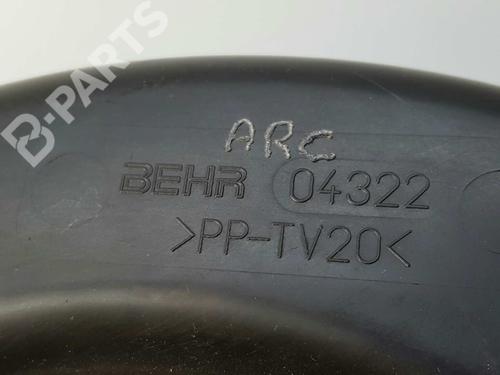 B-PARTS
ARC
BEHR 04322
>PP-TV20<